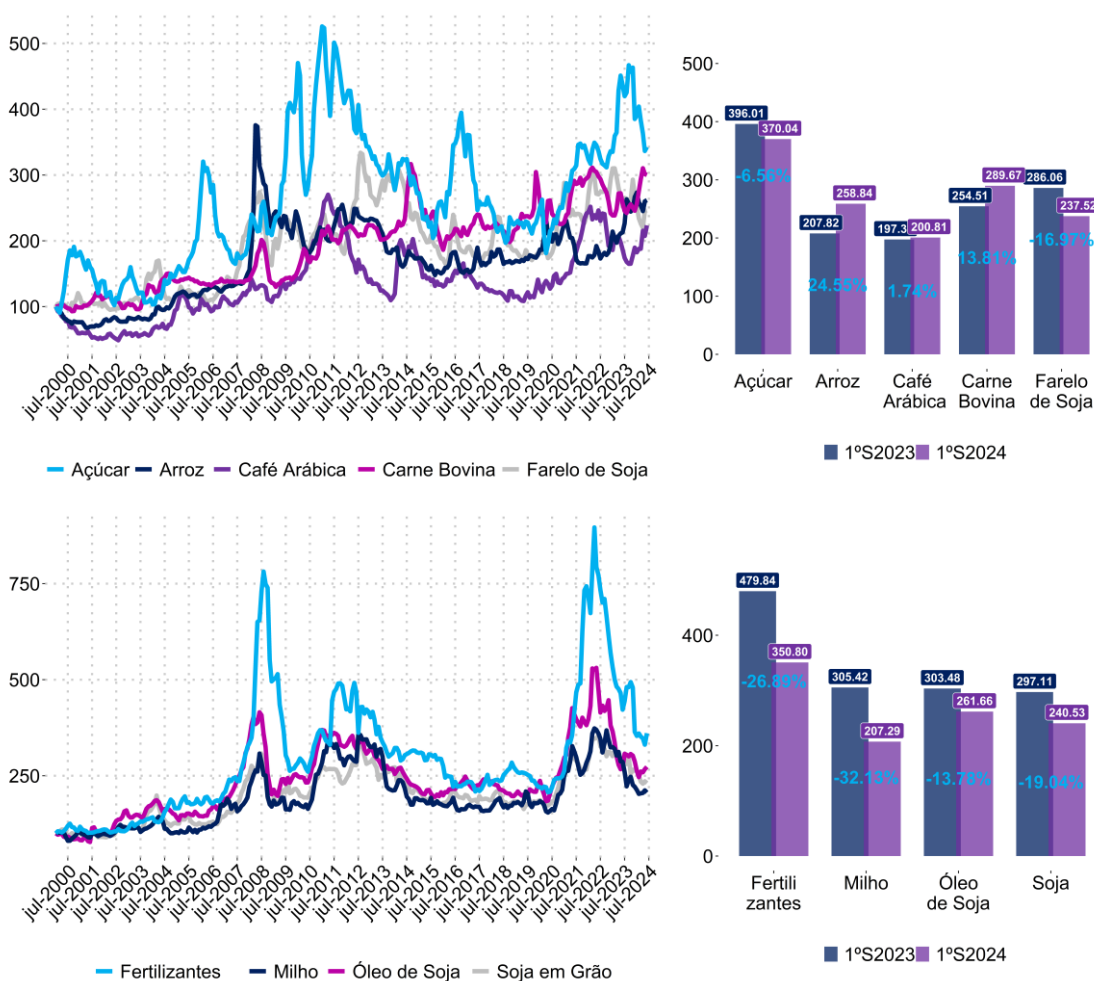 500
400
300
200
100
jul-2000
jul-2001
jul-2002
jul-2003
jul-2004
jul-2005
jul-2006
jul-2007
jul-2008
jul-2009
jul-2010
jul-2011
jul-2012
jul-2013
jul-2014
jul-2015
jul-2016
jul-2017
jul-2018
jul-2019
jul-2020
jul-2021
jul-2022
jul-2023
jul-2024
Açúcar Arroz Café Arábica Carne Bovina Farelo de Soja
500
400
300
200
100
0
396.01
370.04
-6.56%
207.82
258.84
24.55%
197.3
200.81
1.74%
254.51
289.67
13.81%
286.06
237.52
-16.97%
Açúcar
Arroz
Café
Arábica
Carne
Bovina
Farelo
de Soja
1ºS2023 1ºS2024
750
500
250
jul-2000
jul-2001
jul-2002
jul-2003
jul-2004
jul-2005
jul-2006
jul-2007
jul-2008
jul-2009
jul-2010
jul-2011
jul-2012
jul-2013
jul-2014
jul-2015
jul-2016
jul-2017
jul-2018
jul-2019
jul-2020
jul-2021
jul-2022
jul-2023
jul-2024
Fertilizantes Milho Óleo de Soja Soja em Grão
400
200
0
479.84
350.80
-26.89%
305.42
207.29
-32.13%
303.48
261.66
-13.78%
297.11
240.53
-19.04%
Fertili
zantes
Milho
Óleo
de Soja
Soja
1ºS2023 1ºS2024